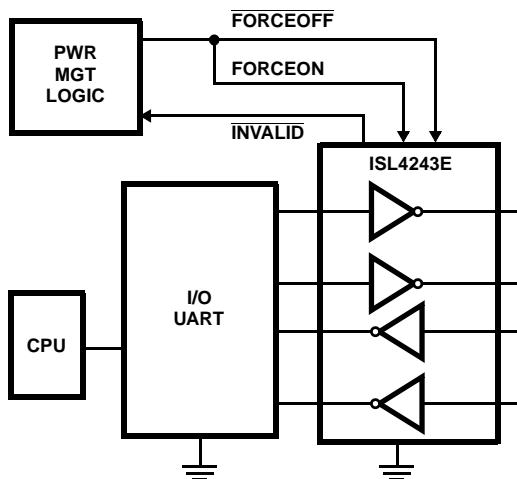 FORCEOFF
PWR
MGT
LOGIC
FORCEON
INVALID
ISL4243E
I/O
UART
CPU